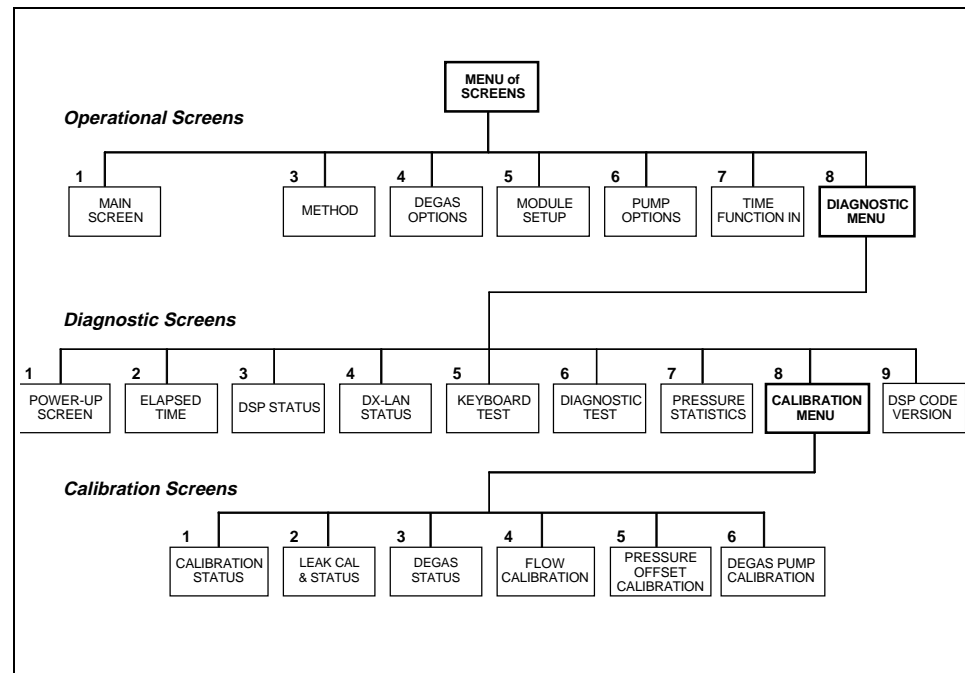 MENU of
SCREENS
Operational Screens
1
MAIN
SCREEN
3
METHOD
4
DEGAS
OPTIONS
5
MODULE
SETUP
6
PUMP
OPTIONS
7
TIME
FUNCTION IN
8
DIAGNOSTIC
MENU
Diagnostic Screens
1
POWER-UP
SCREEN
2
ELAPSED
TIME
3
DSP STATUS
4
DX-LAN
STATUS
5
KEYBOARD
TEST
6
DIAGNOSTIC
TEST
7
PRESSURE
STATISTICS
8
CALIBRATION
MENU
9
DSP CODE
VERSION
Calibration Screens
1
CALIBRATION
STATUS
2
LEAK CAL
& STATUS
3
DEGAS
STATUS
4
FLOW
CALIBRATION
5
PRESSURE
OFFSET
CALIBRATION
6
DEGAS PUMP
CALIBRATION